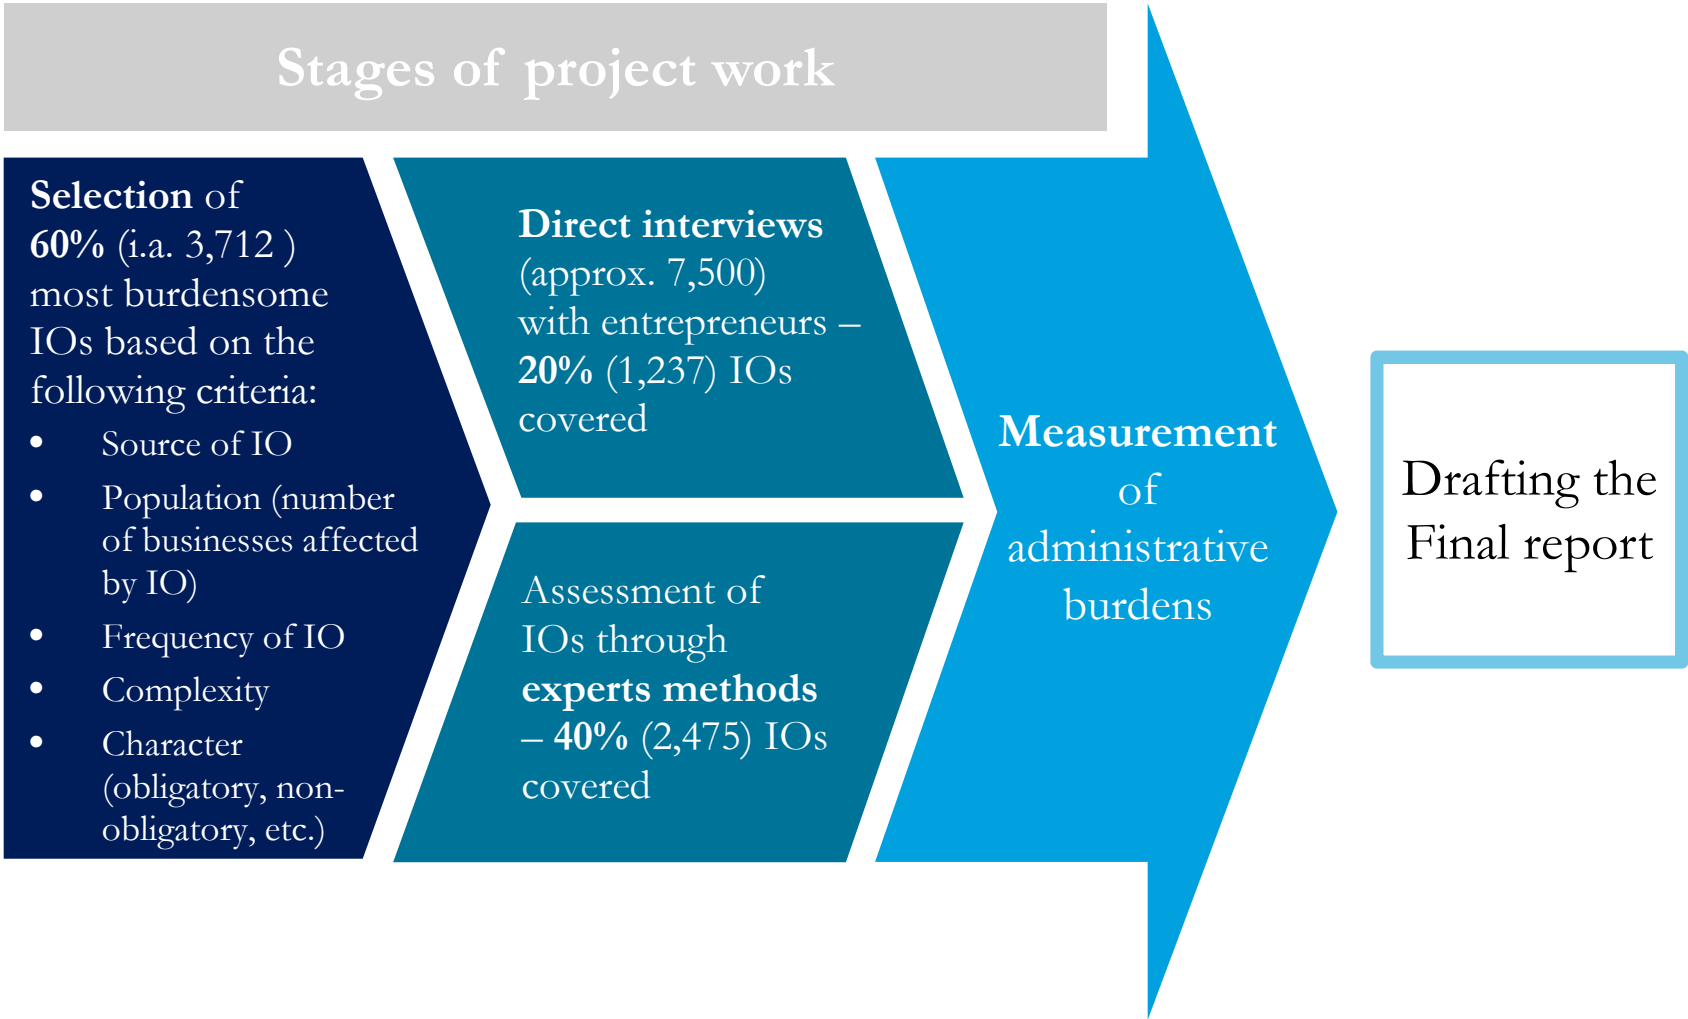 Stages of project work
Selection of
60% (i.a. 3,712 )
most burdensome
IOs based on the
following criteria:
• Source of IO
• Population (number
of businesses affected
by IO)
• Frequency of IO
• Complexity
• Character
(obligatory, non-
obligatory, etc.)
Direct interviews
(approx. 7,500)
with entrepreneurs –
20% (1,237) IOs
covered
Assessment of
IOs through
experts methods
– 40% (2,475) IOs
covered
Measurement
of
administrative
burdens
Drafting the
Final report